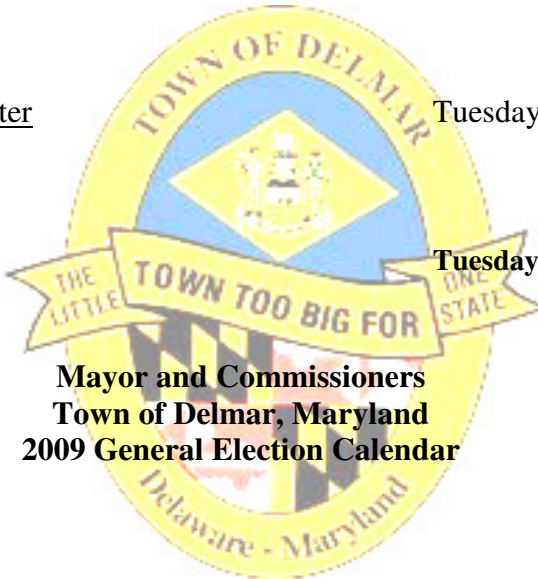 TOWN OF DELMAR
ter Tuesday
Tuesday
THE LITTLE TOWN TOO BIG FOR ONE STATE
Mayor and Commissioners
Town of Delmar, Maryland
2009 General Election Calendar
Delaware - Maryland